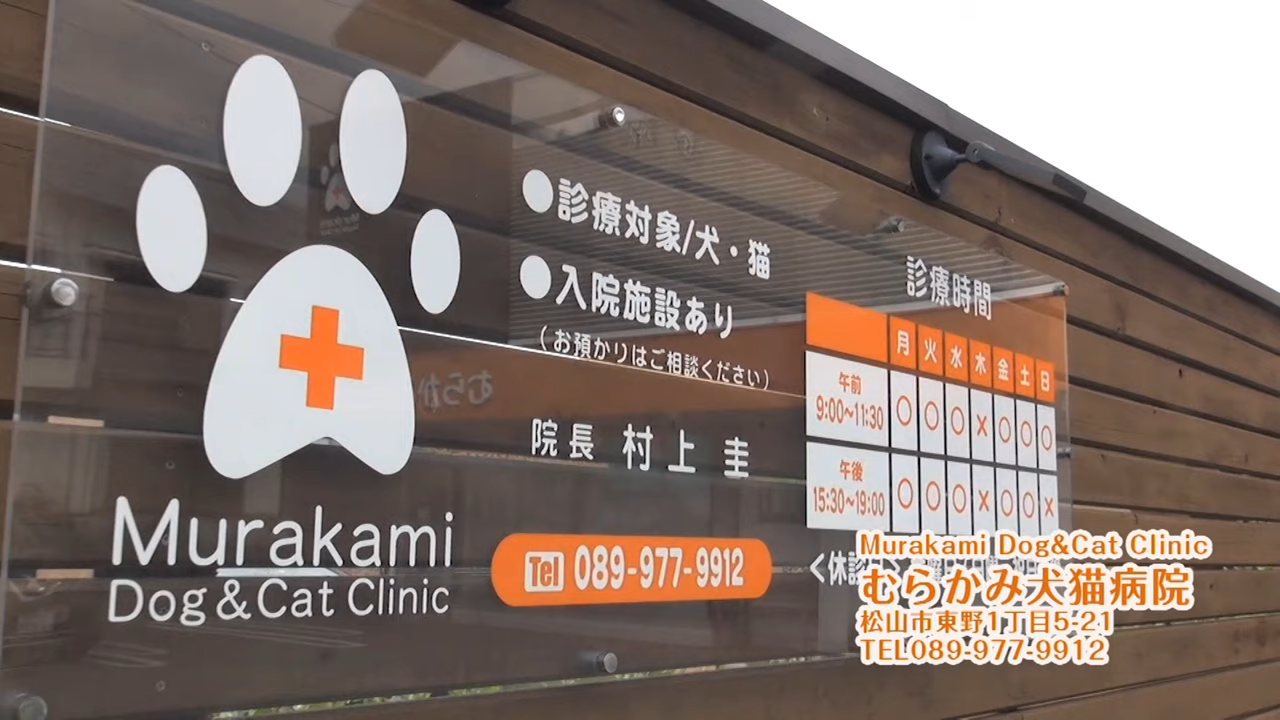 ●診療対象/犬・猫
●入院施設あり
(お預かりはご相談ください)
院長 村上 圭
Tel 089-977-9912
Murakami
Dog & Cat Clinic
診療時間
月 火 水 木 金 土 日
午前 9:00~11:30 ○ ○ ○ × ○ ○ ○
午後 15:30~19:00 ○ ○ ○ × ○ ○ ×
Murakami Dog&Cat Clinic
むらかみ犬猫病院
松山市東野1丁目5-21
TEL089-977-9912